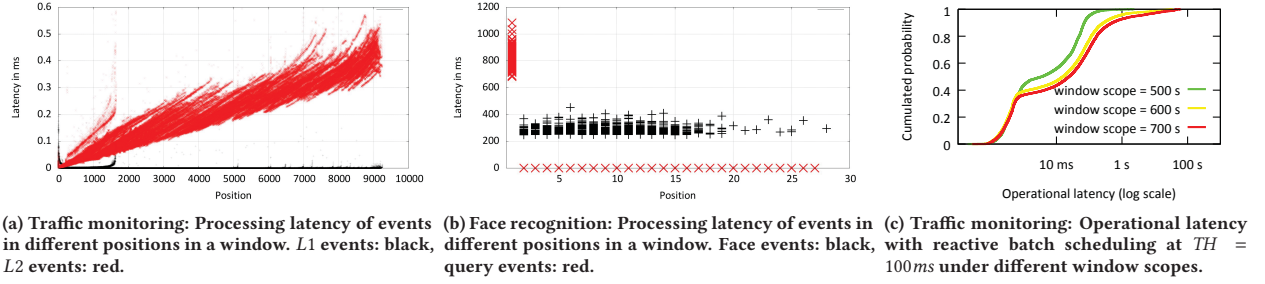 0.6
0.5
0.4
0.3
0.2
0.1
0
Latency in ms
0 1000 2000 3000 4000 5000 6000 7000 8000 9000 10000
Position
(a) Traffic monitoring: Processing latency of events
in different positions in a window. L1 events: black,
L2 events: red.
1200
1000
800
600
400
200
0
Latency in ms
5 10 15 20 25 30
Position
(b) Face recognition: Processing latency of events in
different positions in a window. Face events: black,
query events: red.
1
0.8
0.6
0.4
0.2
0
Cumulated probability
window scope = 500 s
window scope = 600 s
window scope = 700 s
10 ms 1 s 100 s
Operational latency (log scale)
(c) Traffic monitoring: Operational latency
with reactive batch scheduling at TH =
100ms under different window scopes.